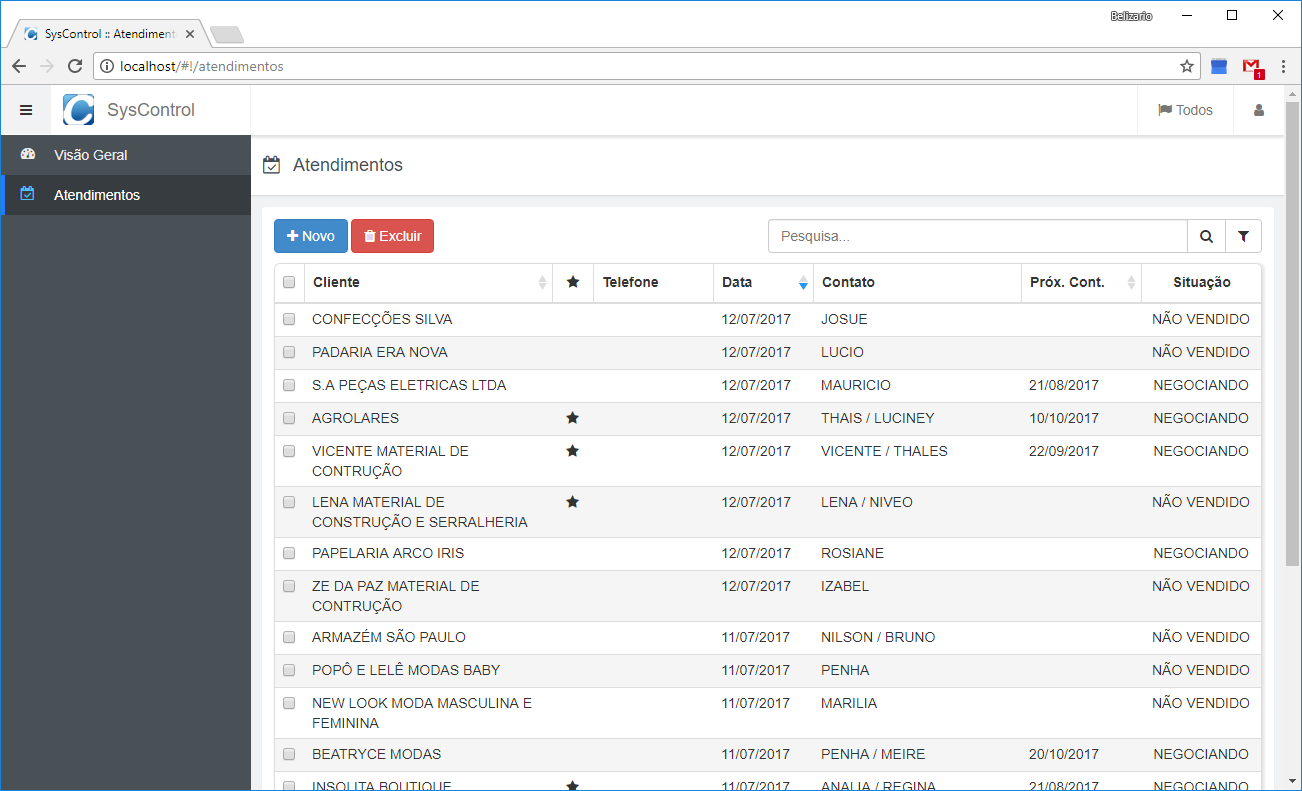 Belizario
SysControl :: Atendiment
localhost/#!/atendimentos
1
SysControl
Todos
Visão Geral
Atendimentos
Atendimentos
Novo
Excluir
Pesquisa...
Cliente Telefone Data Contato Próx. Cont. Situação
CONFECÇÕES SILVA 12/07/2017 JOSUE NÃO VENDIDO
PADARIA ERA NOVA 12/07/2017 LUCIO NÃO VENDIDO
S.A PEÇAS ELETRICAS LTDA 12/07/2017 MAURICIO 21/08/2017 NEGOCIANDO
AGROLARES 12/07/2017 THAIS / LUCINEY 10/10/2017 NEGOCIANDO
VICENTE MATERIAL DE 12/07/2017 VICENTE / THALES 22/09/2017 NEGOCIANDO
CONTRUÇÃO
LENA MATERIAL DE 12/07/2017 LENA / NIVEO NÃO VENDIDO
CONSTRUÇÃO E SERRALHERIA
PAPELARIA ARCO IRIS 12/07/2017 ROSIANE NEGOCIANDO
ZE DA PAZ MATERIAL DE 12/07/2017 IZABEL NÃO VENDIDO
CONTRUÇÃO
ARMAZÉM SÃO PAULO 11/07/2017 NILSON / BRUNO NÃO VENDIDO
POPÔ E LELÊ MODAS BABY 11/07/2017 PENHA NÃO VENDIDO
NEW LOOK MODA MASCULINA E 11/07/2017 MARILIA NÃO VENDIDO
FEMININA
BEATRYCE MODAS 11/07/2017 PENHA / MEIRE 20/10/2017 NEGOCIANDO
INSOLITA BOUTIQUE 11/07/2017 ANALIA / REGINA 21/08/2017 NEGOCIANDO